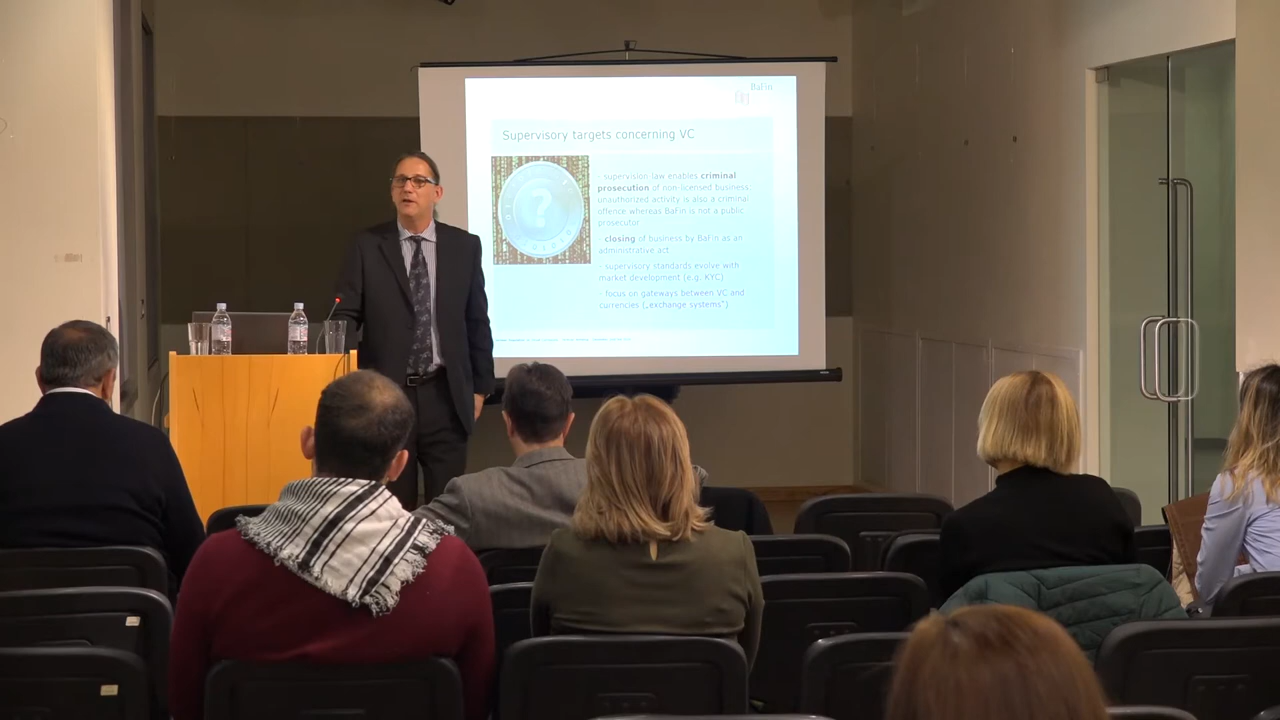 BaFin
Supervisory targets concerning VC
- supervision law enables criminal
prosecution of non-licensed business
unauthorized activity is also a criminal
offence whereas BaFin is not a public
prosecutor
- closing of business by BaFin as an
administrative act
- supervisory standards evolve with
market development (e.g. KYC)
- focus on gateways between VC and
currencies („exchange systems")